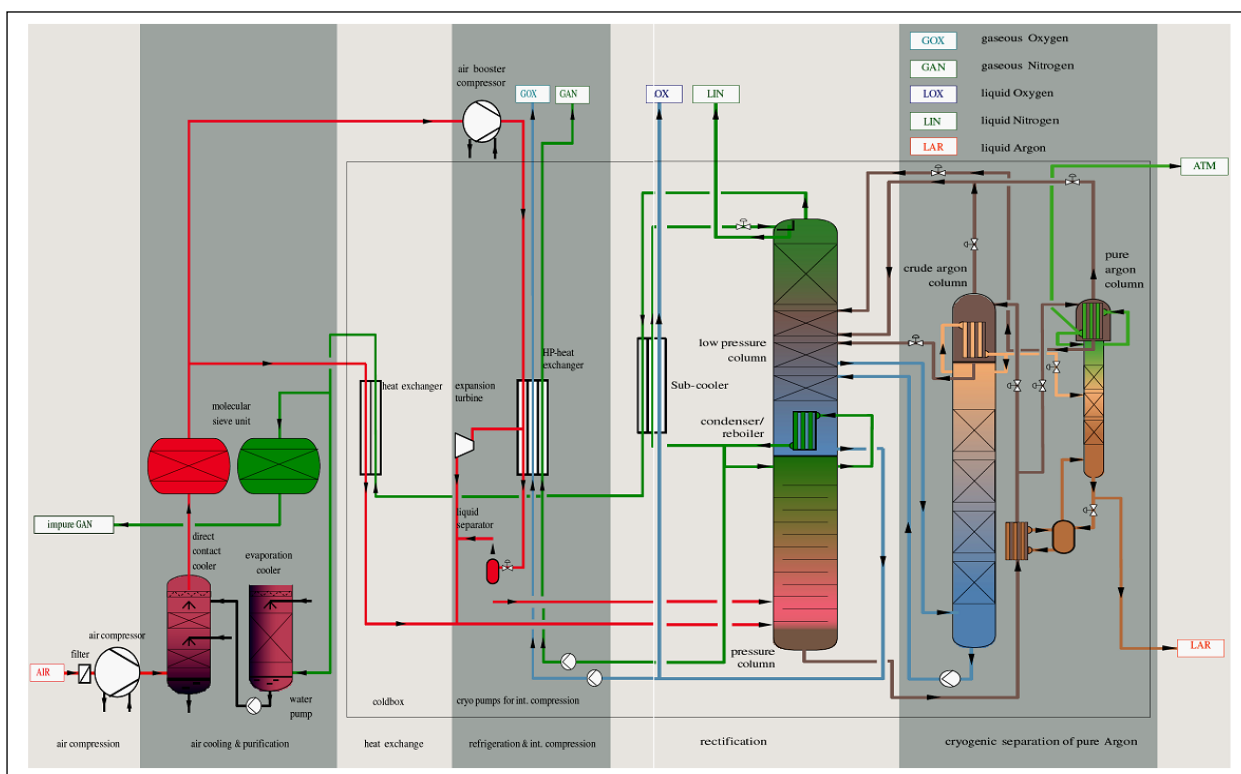 GOX gaseous Oxygen
GAN gaseous Nitrogen
LOX liquid Oxygen
LIN liquid Nitrogen
LAR liquid Argon
air booster
compressor
GOX
GAN
OX
LIN
ATM
crude argon
column
pure
argon
column
low pressure
column
HP-heat
exchanger
heat exchanger
expansion
turbine
Sub-cooler
condenser/
reboiler
molecular
sieve unit
impure GAN
liquid
separator
direct
contact
cooler
evaporation
cooler
air compressor
filter
AIR
water
pump
pressure
column
LAR
coldbox
cryo pumps for int. compression
air compression
air cooling & purification
heat exchange
refrigeration & int. compression
rectification
cryogenic separation of pure Argon